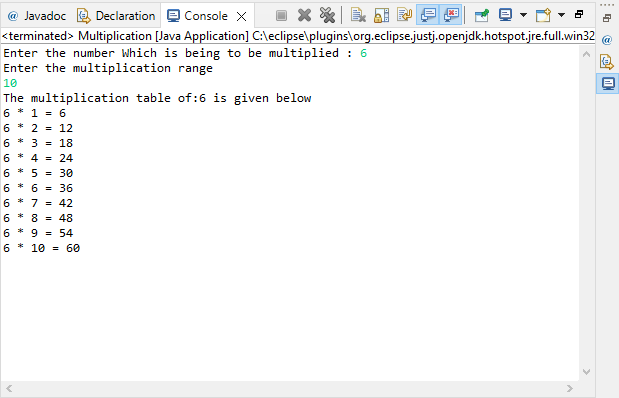 @ Javadoc Declaration Console
<terminated> Multiplication [Java Application] C:\eclipse\plugins\org.eclipse.justj.openjdk.hotspot.jre.full.win32
Enter the number Which is being to be multiplied : 6
Enter the multiplication range
10
The multiplication table of:6 is given below
6 * 1 = 6
6 * 2 = 12
6 * 3 = 18
6 * 4 = 24
6 * 5 = 30
6 * 6 = 36
6 * 7 = 42
6 * 8 = 48
6 * 9 = 54
6 * 10 = 60
@